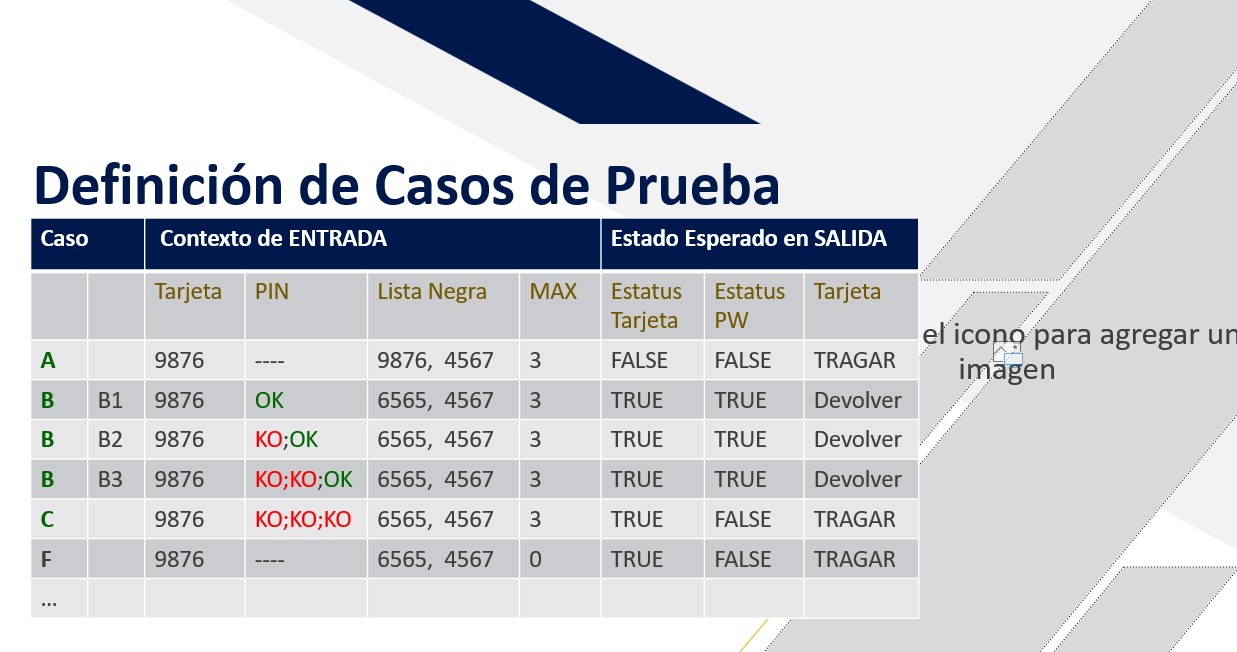 Definición de Casos de Prueba
Caso Contexto de ENTRADA Estado Esperado en SALIDA
Tarjeta PIN Lista Negra MAX Estatus Tarjeta Estatus PW Tarjeta
A 9876 ---- 9876, 4567 3 FALSE FALSE TRAGAR
B B1 9876 OK 6565, 4567 3 TRUE TRUE Devolver
B B2 9876 KO;OK 6565, 4567 3 TRUE TRUE Devolver
B B3 9876 KO;KO;OK 6565, 4567 3 TRUE TRUE Devolver
C 9876 KO;KO;KO 6565, 4567 3 TRUE FALSE TRAGAR
F 9876 ---- 6565, 4567 0 TRUE FALSE TRAGAR
...
el icono para agregar un
imagen